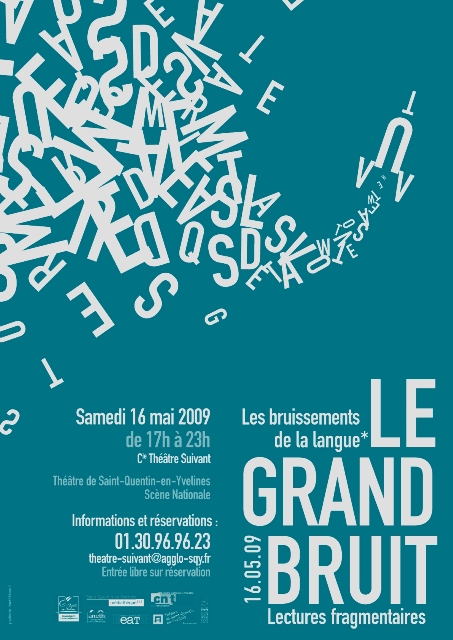 Samedi 16 mai 2009
de 17h à 23h
C* Théâtre Suivant
Théâtre de Saint-Quentin-en-Yvelines
Scène Nationale
Informations et réservations :
01.30.96.96.23
theatre-suivant@agglo-sqy.fr
Entrée libre sur réservation
Les bruissements
de la langue*
LE
GRAND
BRUIT
16.05.09
Lectures fragmentaires
cnt
eat